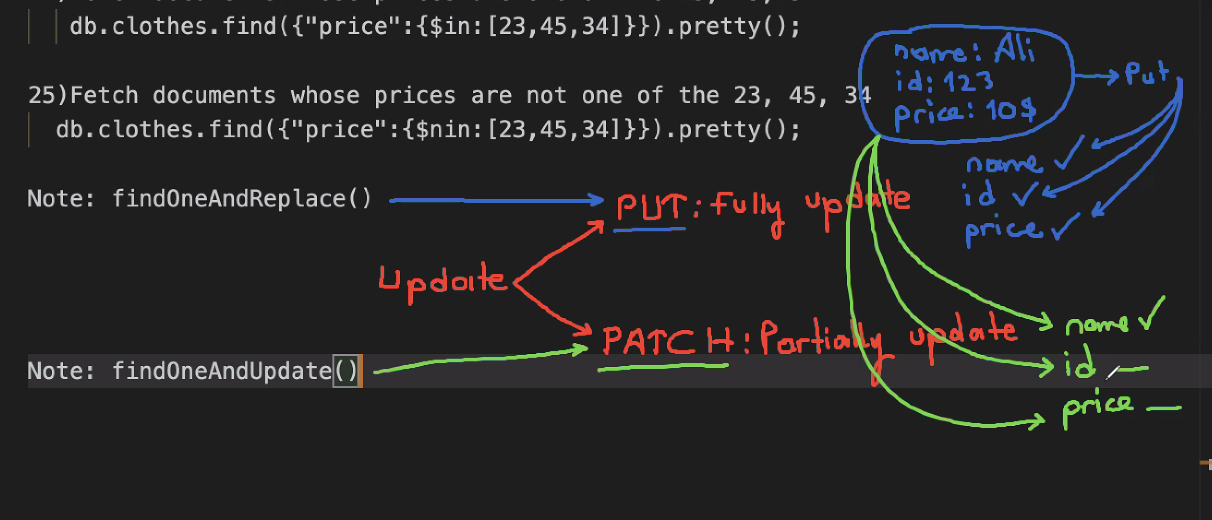 db.clothes.find({"price":{$in:[23,45,34]}}).pretty();
name: Ali
id: 123
price: 10$
Put
25)Fetch documents whose prices are not one of the 23, 45, 34
db.clothes.find({"price":{$nin:[23,45,34]}}).pretty();
name ✓
id ✓
price ✓
Note: findOneAndReplace()
PUT: fully update
Update
PATCH: Partially update
Note: findOneAndUpdate()
name ✓
id —
price —